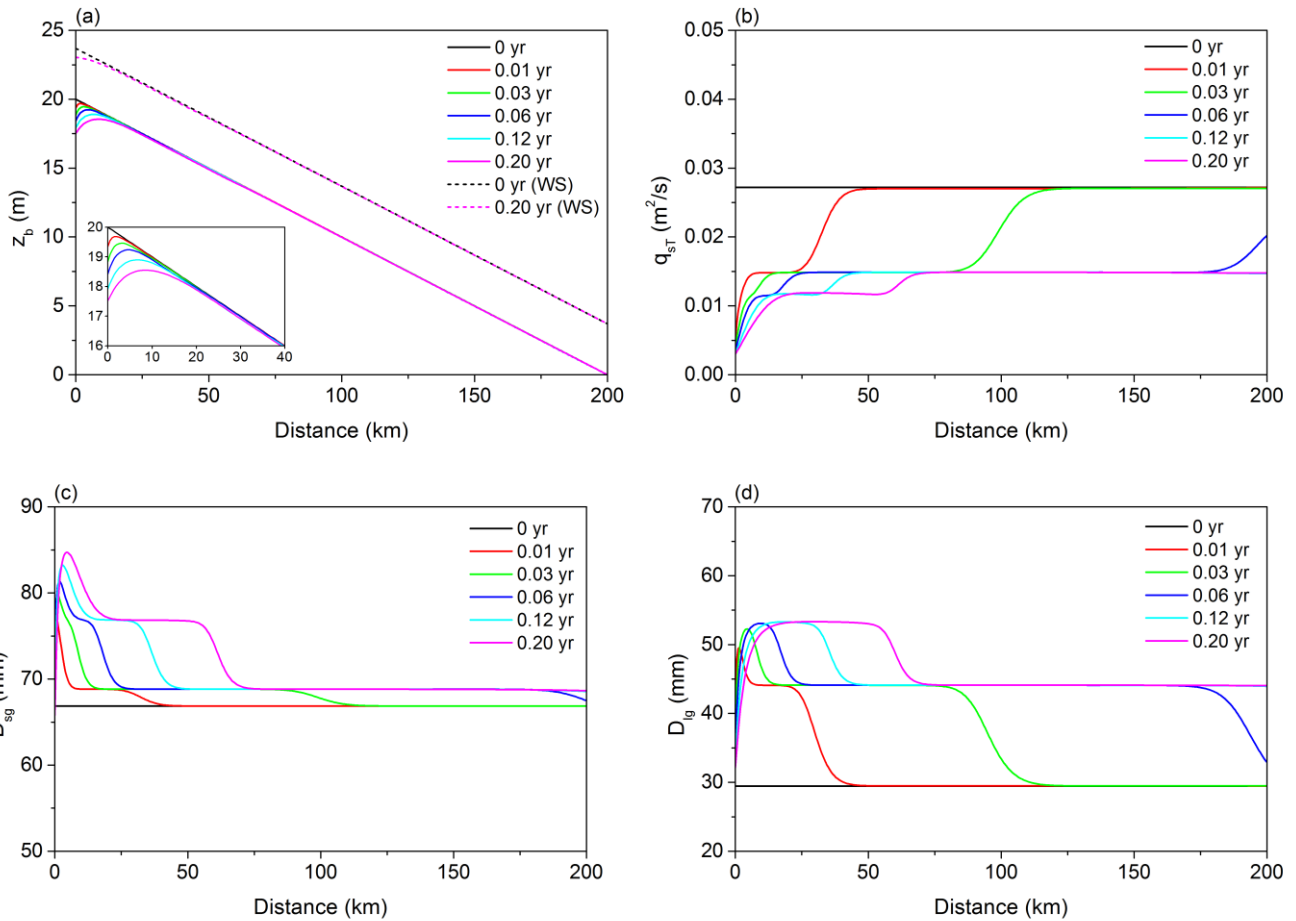 (a)
25
20
15
10
5
0
z_b (m)
0 yr
0.01 yr
0.03 yr
0.06 yr
0.12 yr
0.20 yr
0 yr (WS)
0.20 yr (WS)
20
19
18
17
16
0 10 20 30 40
0 50 100 150 200
Distance (km)
(b)
0.05
0.04
0.03
0.02
0.01
0.00
q_sT (m²/s)
0 yr
0.01 yr
0.03 yr
0.06 yr
0.12 yr
0.20 yr
0 50 100 150 200
Distance (km)
(c)
90
80
70
60
50
D_sg (mm)
0 yr
0.01 yr
0.03 yr
0.06 yr
0.12 yr
0.20 yr
0 50 100 150 200
Distance (km)
(d)
70
60
50
40
30
20
D_lg (mm)
0 yr
0.01 yr
0.03 yr
0.06 yr
0.12 yr
0.20 yr
0 50 100 150 200
Distance (km)